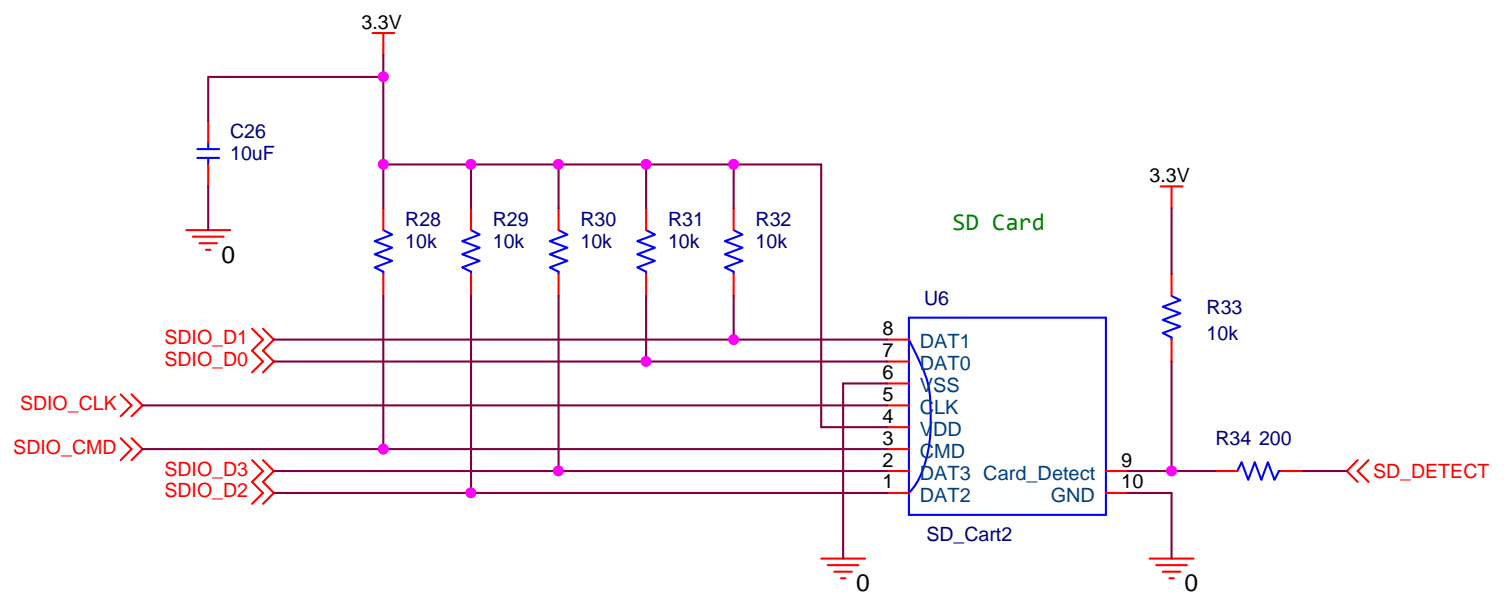 3.3V
C26
10uF
0
R28
10k
R29
10k
R30
10k
R31
10k
R32
10k
3.3V
SD Card
R33
10k
U6
SDIO_D1
SDIO_D0
SDIO_CLK
SDIO_CMD
SDIO_D3
SDIO_D2
8 DAT1
7 DAT0
6 VSS
5 CLK
4 VDD
3 CMD
2 DAT3
1 DAT2
Card_Detect 9
GND 10
R34 200
SD_DETECT
SD_Cart2
0
0